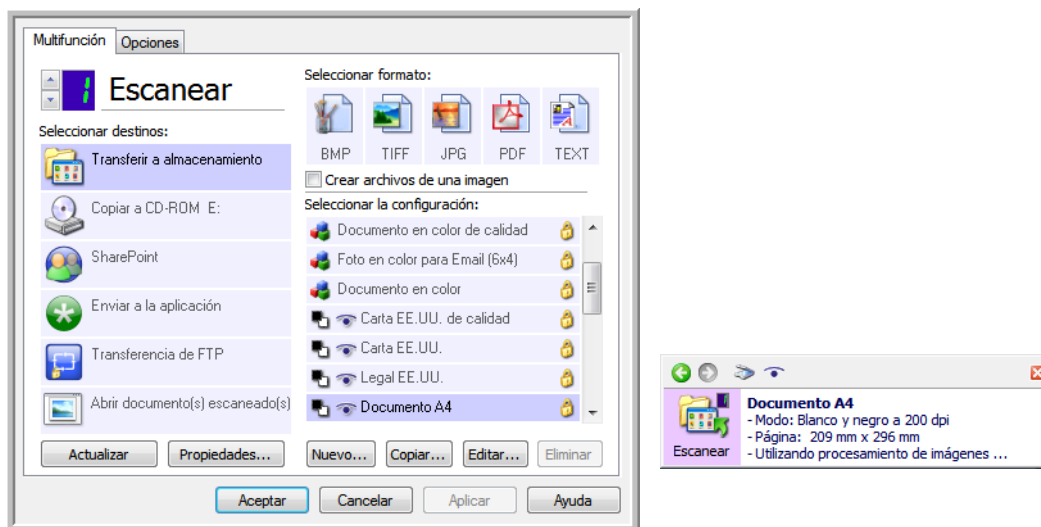 Multifunción
Opciones
1
Escanear
Seleccionar destinos:
Transferir a almacenamiento
Copiar a CD-ROM E:
SharePoint
Enviar a la aplicación
Transferencia de FTP
Abrir documento(s) escaneado(s)
Actualizar
Propiedades...
Seleccionar formato:
BMP
TIFF
JPG
PDF
TEXT
Crear archivos de una imagen
Seleccionar la configuración:
Documento en color de calidad
Foto en color para Email (6x4)
Documento en color
Carta EE.UU. de calidad
Carta EE.UU.
Legal EE.UU.
Documento A4
Nuevo...
Copiar...
Editar...
Eliminar
Aceptar
Cancelar
Aplicar
Ayuda
Escanear
Documento A4
- Modo: Blanco y negro a 200 dpi
- Página: 209 mm x 296 mm
- Utilizando procesamiento de imágenes ...